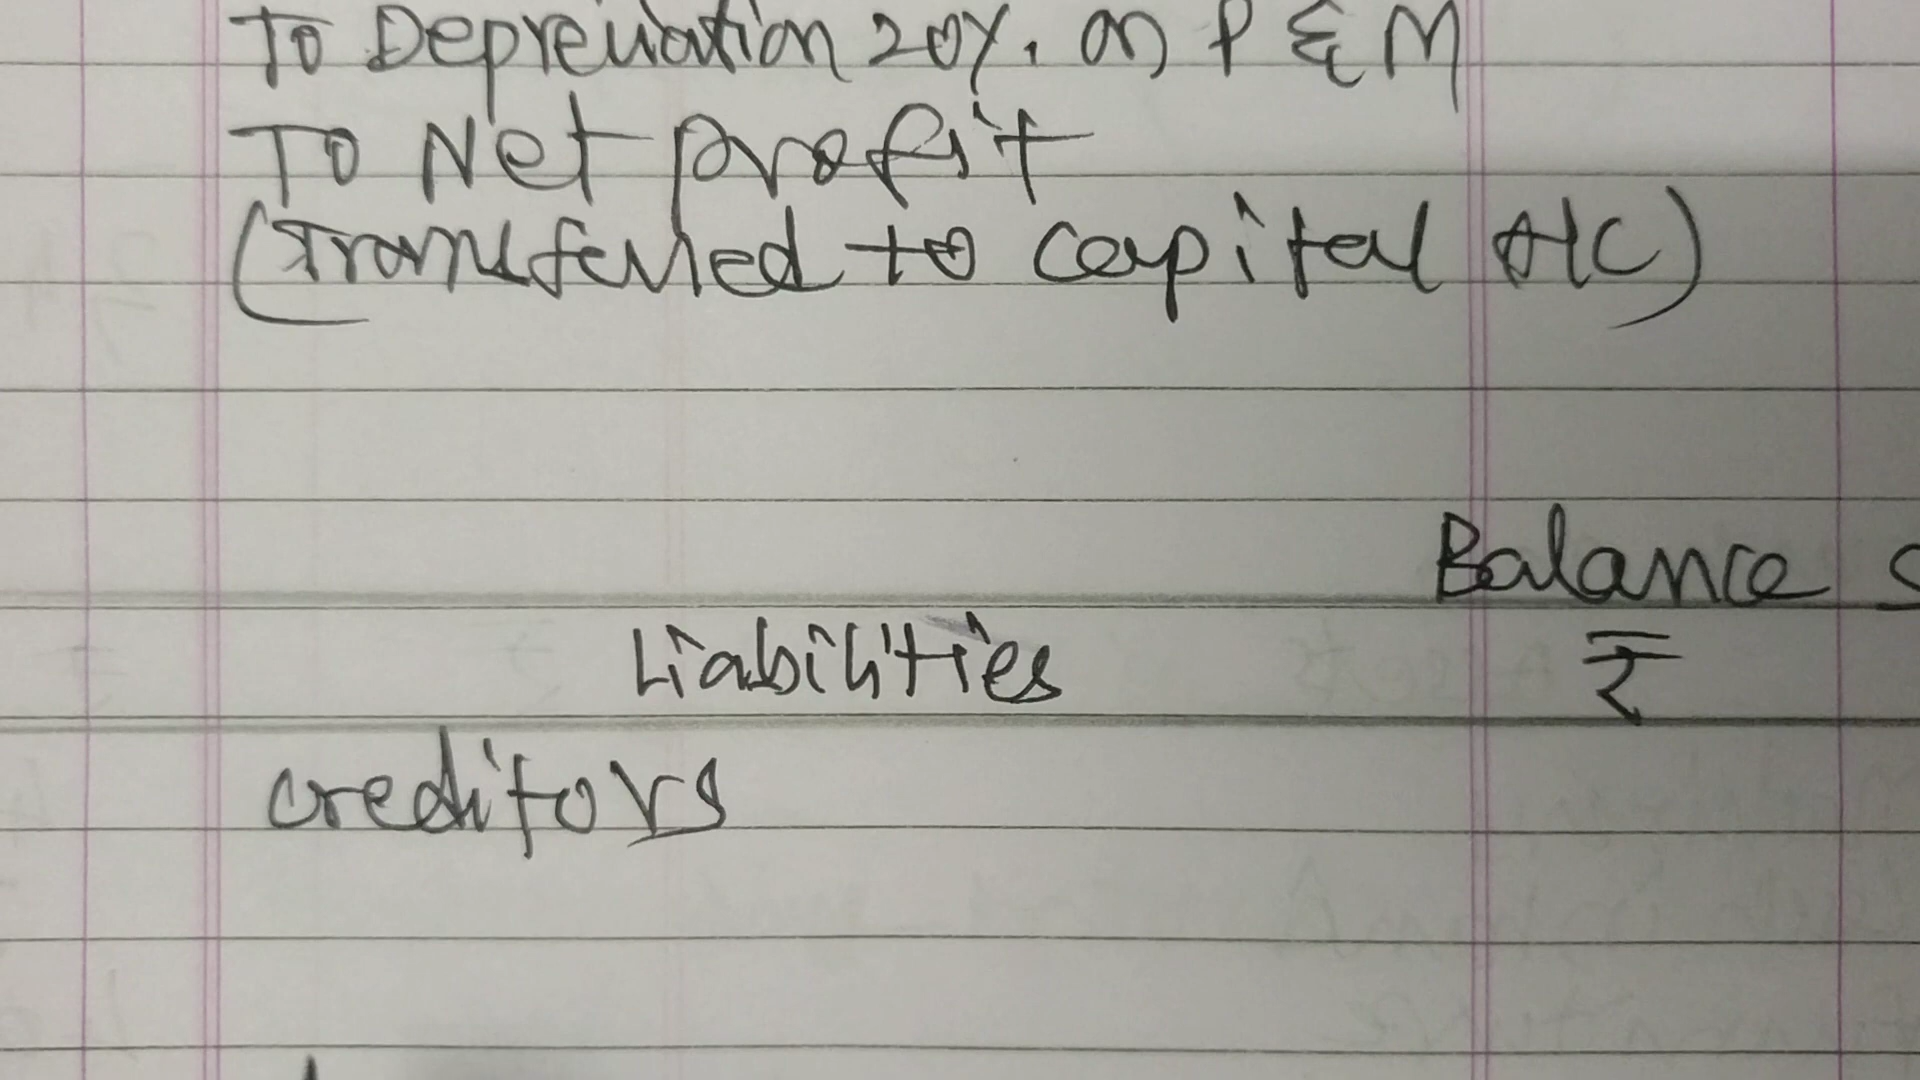 To Depreciation 20%. on P & M
To Net profit
(Transferred to capital A/C)
Balance
Liabilities ₹
creditors